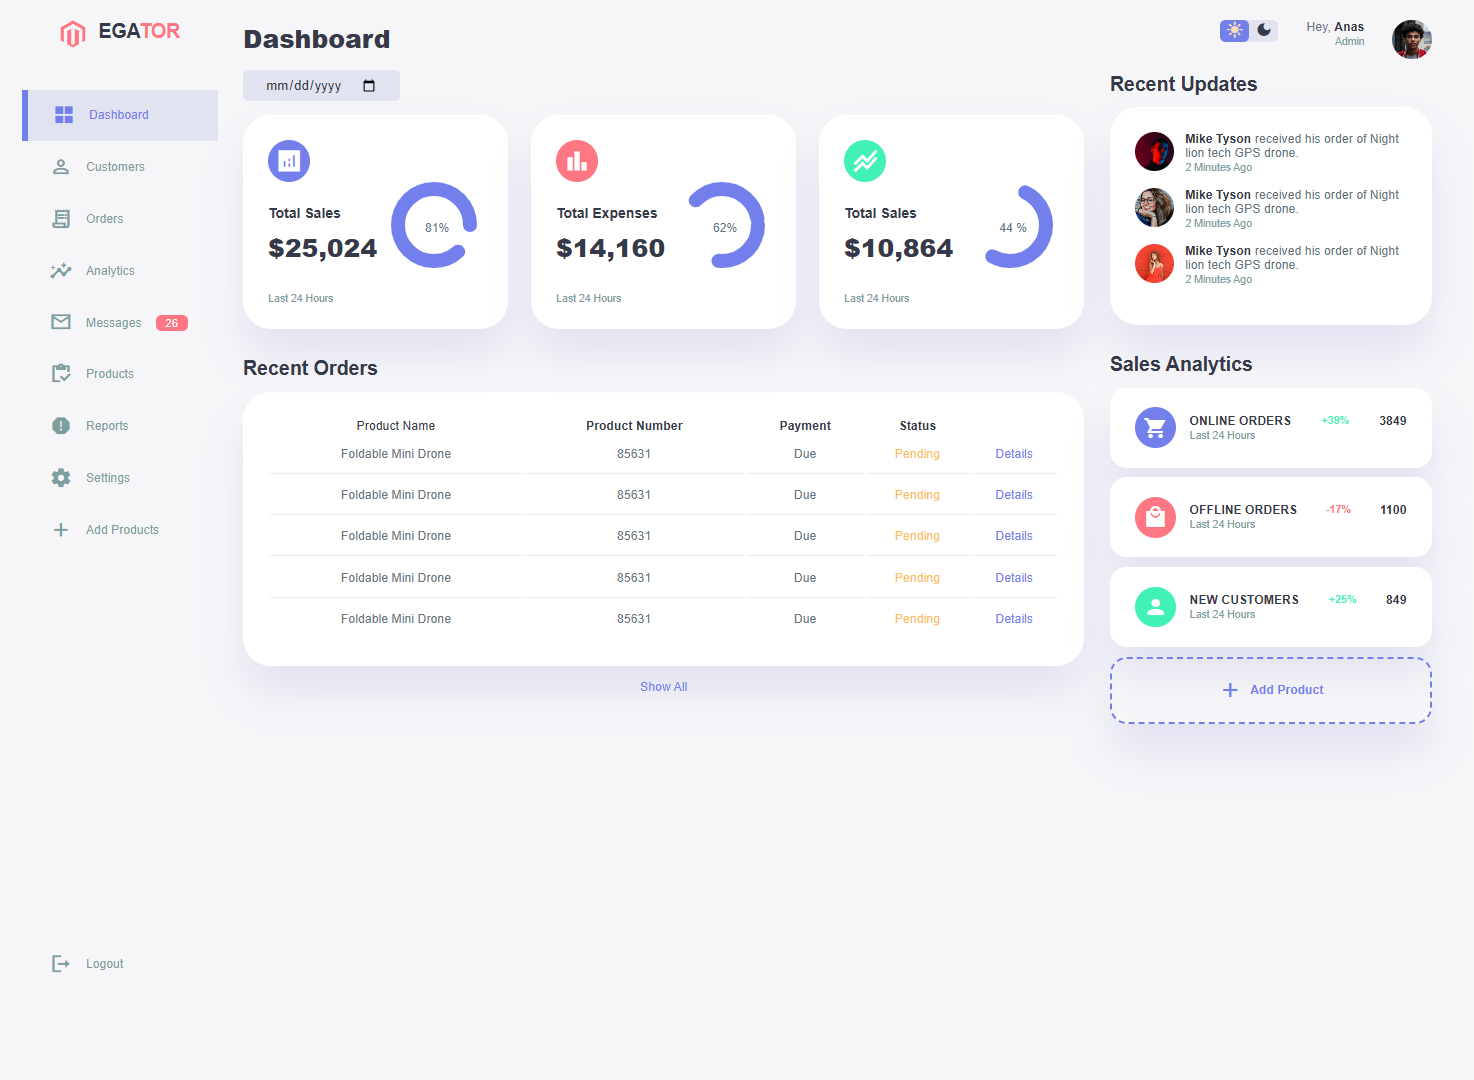 EGATOR
Dashboard
Customers
Orders
Analytics
Messages 26
Products
Reports
Settings
Add Products
Logout
Dashboard
mm/dd/yyyy
Total Sales
$25,024
81%
Last 24 Hours
Total Expenses
$14,160
62%
Last 24 Hours
Total Sales
$10,864
44 %
Last 24 Hours
Recent Orders
Product Name Product Number Payment Status
Foldable Mini Drone 85631 Due Pending Details
Foldable Mini Drone 85631 Due Pending Details
Foldable Mini Drone 85631 Due Pending Details
Foldable Mini Drone 85631 Due Pending Details
Foldable Mini Drone 85631 Due Pending Details
Show All
Hey, Anas
Admin
Recent Updates
Mike Tyson received his order of Night
lion tech GPS drone.
2 Minutes Ago
Mike Tyson received his order of Night
lion tech GPS drone.
2 Minutes Ago
Mike Tyson received his order of Night
lion tech GPS drone.
2 Minutes Ago
Sales Analytics
ONLINE ORDERS +39% 3849
Last 24 Hours
OFFLINE ORDERS -17% 1100
Last 24 Hours
NEW CUSTOMERS +25% 849
Last 24 Hours
Add Product